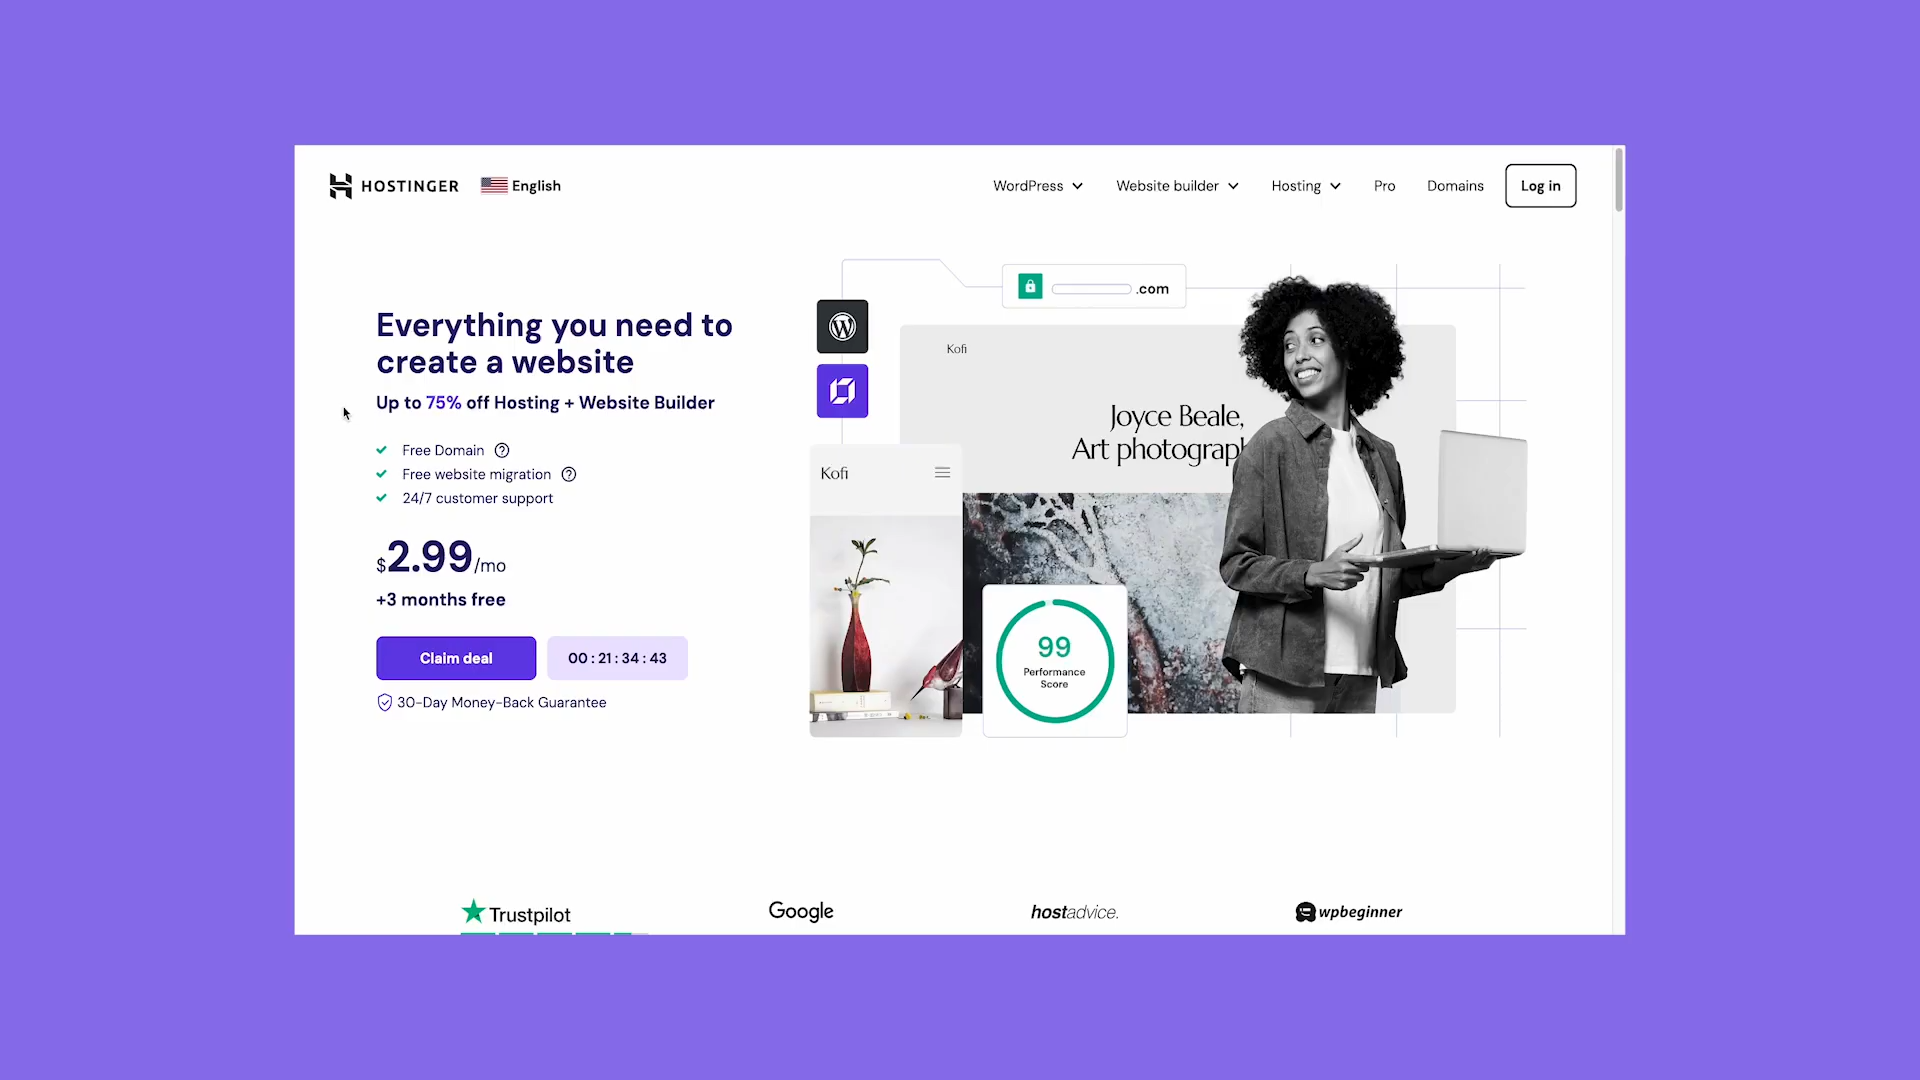 HOSTINGER
English
WordPress
Website builder
Hosting
Pro
Domains
Log in
Everything you need to
create a website
Up to 75% off Hosting + Website Builder
Free Domain
Free website migration
24/7 customer support
$2.99/mo
+3 months free
Claim deal
00 : 21 : 34 : 43
30-Day Money-Back Guarantee
.com
Kofi
Joyce Beale,
Art photograph
Kofi
99
Performance
Score
Trustpilot
Google
hostadvice.
wpbeginner